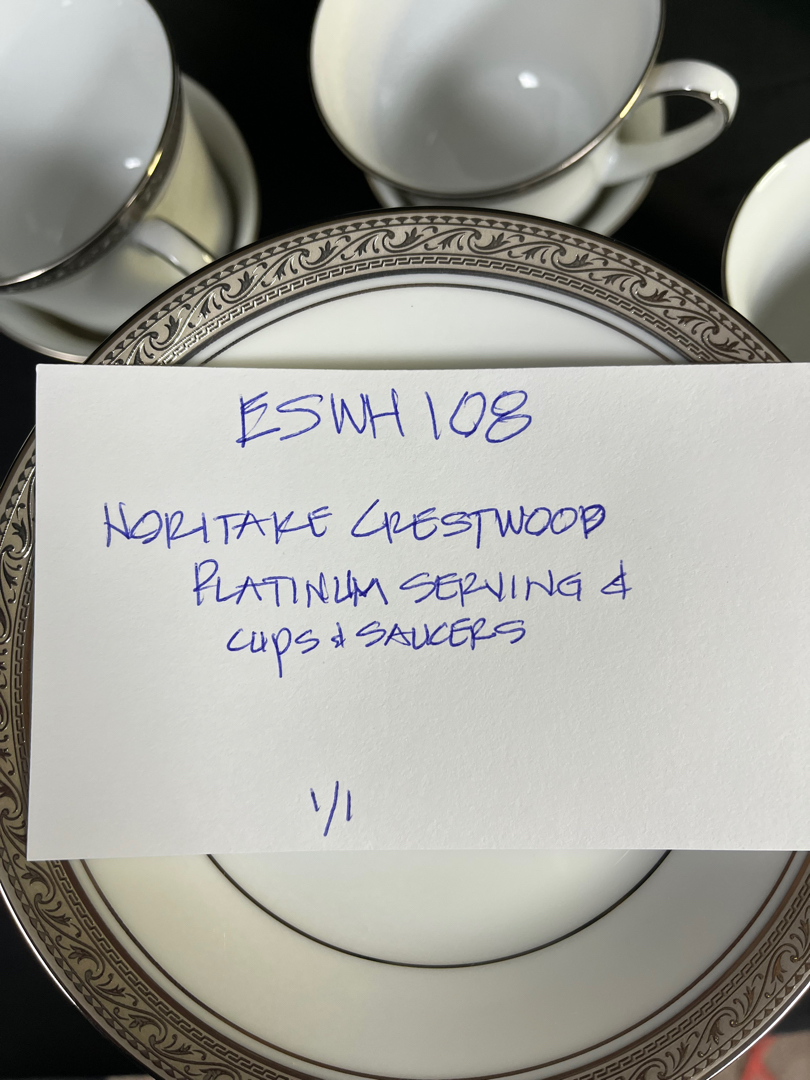 ESWH 108
NORITAKE CRESTWOOD
PLATINUM SERVING &
CUPS & SAUCERS
1/1